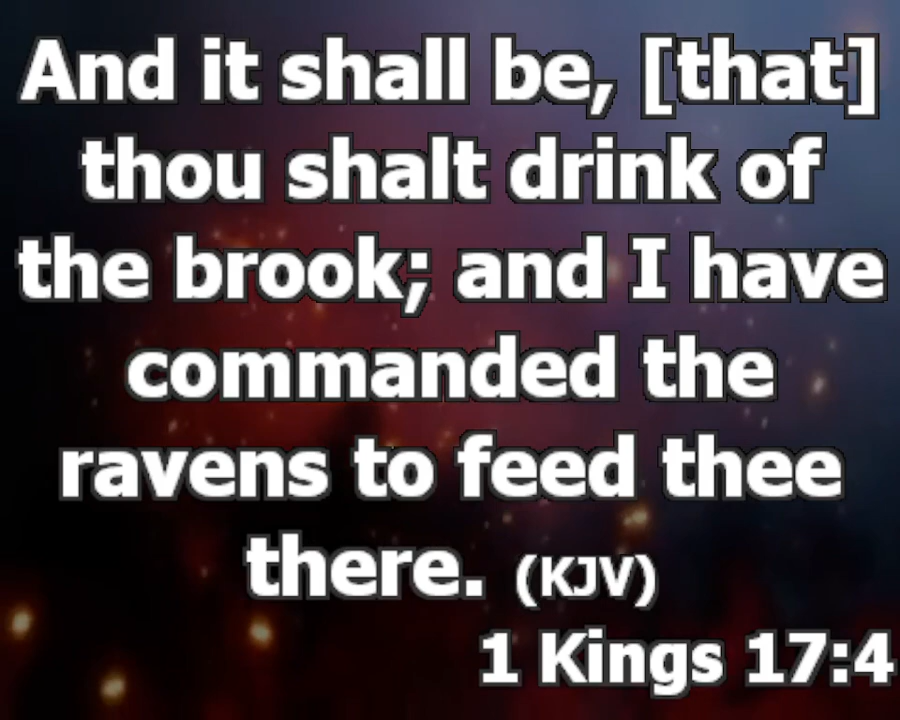 And it shall be, [that]
thou shalt drink of
the brook; and I have
commanded the
ravens to feed thee
there. (KJV)
1 Kings 17:4